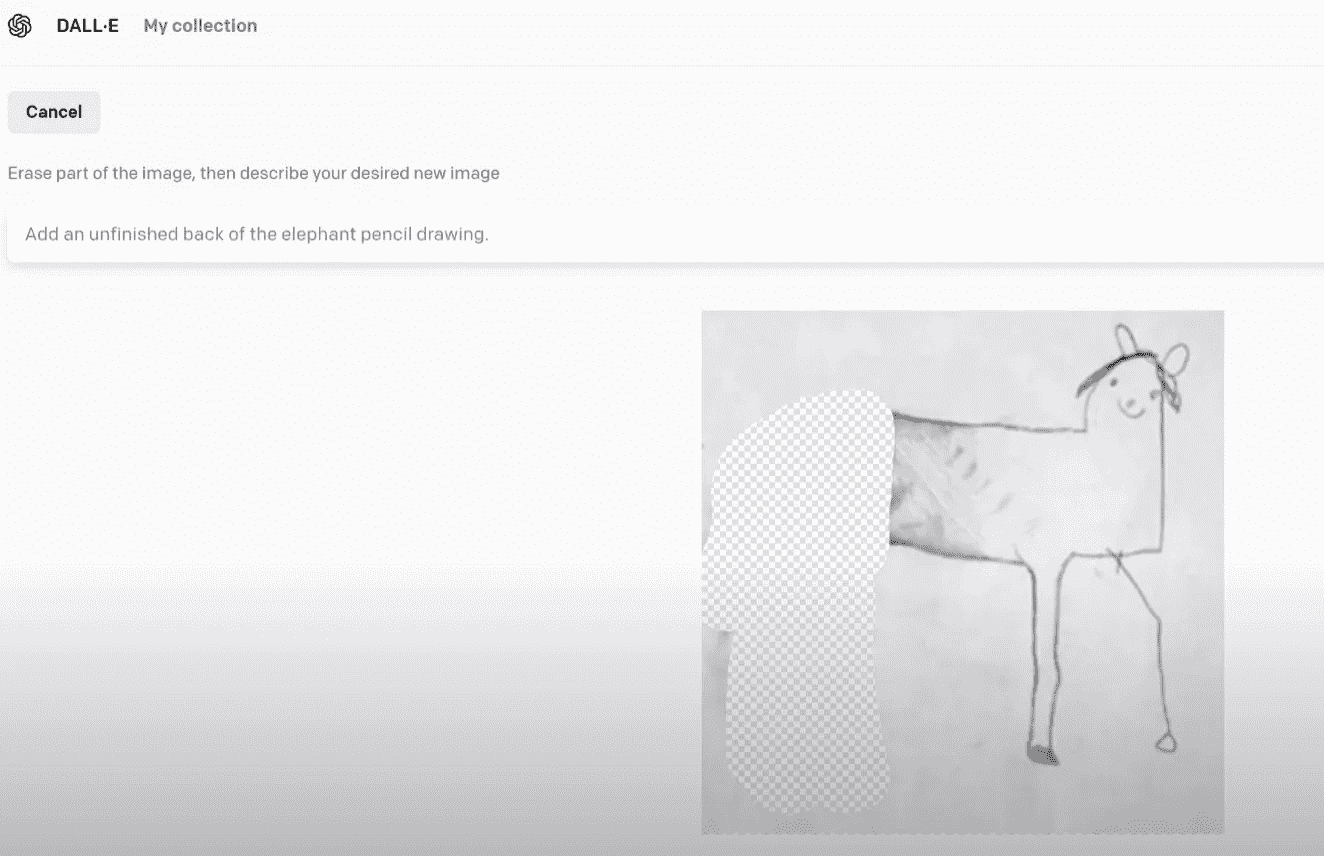 DALL·E My collection
Cancel
Erase part of the image, then describe your desired new image
Add an unfinished back of the elephant pencil drawing.